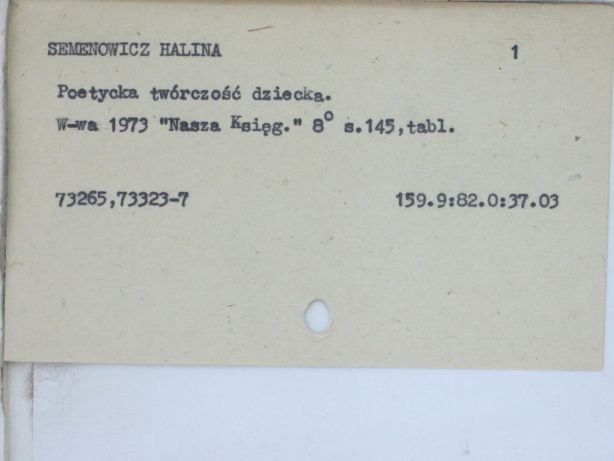 SEMENOWICZ HALINA 1
Poetycka twórczość dziecka.
W-wa 1973 "Nasza Księg." 8° s.145,tabl.
73265,73323-7 159.9:82.0:37.03